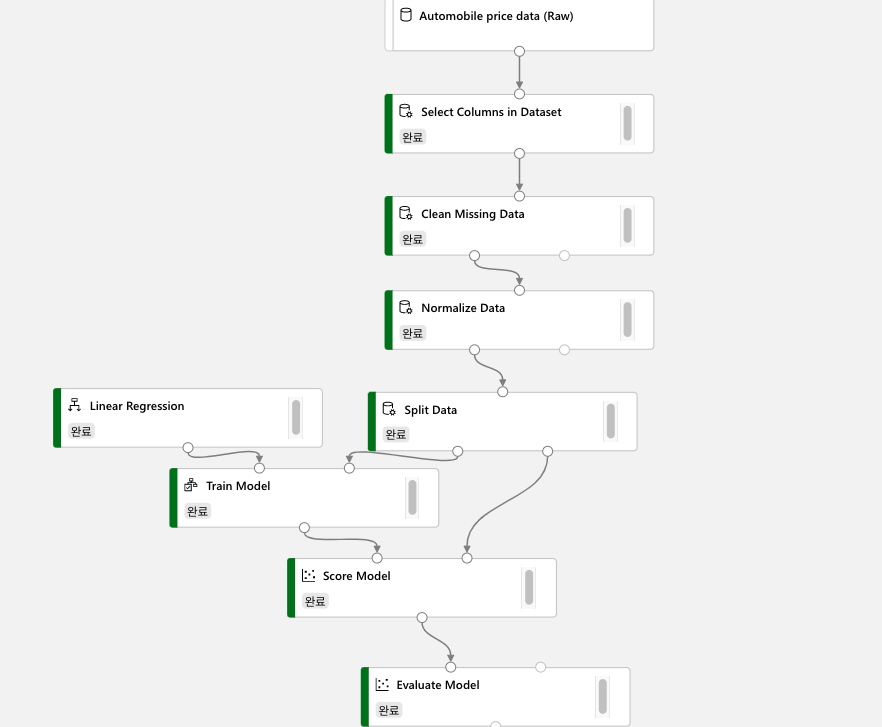 Automobile price data (Raw)
Select Columns in Dataset
완료
Clean Missing Data
완료
Normalize Data
완료
Linear Regression
완료
Split Data
완료
Train Model
완료
Score Model
완료
Evaluate Model
완료